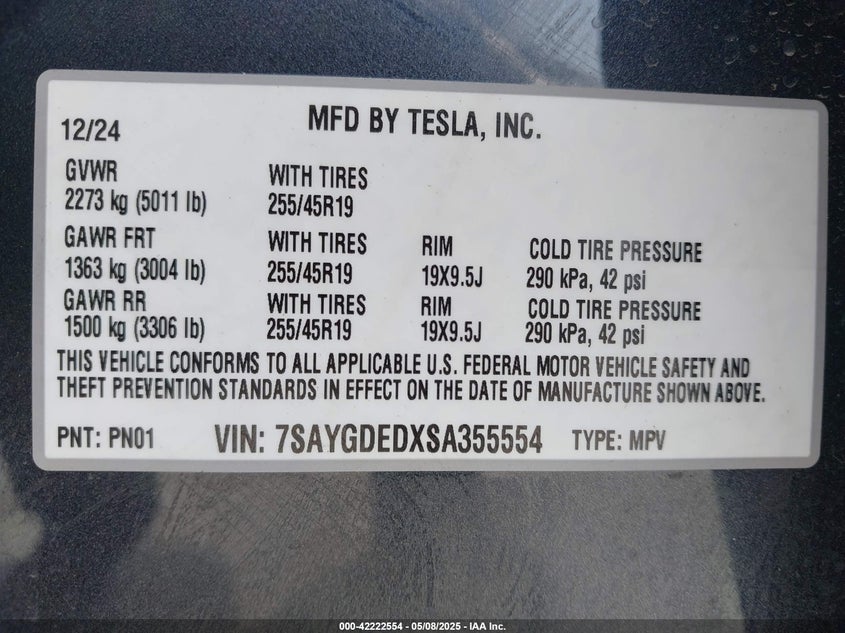 12/24 MFD BY TESLA, INC.
GVWR WITH TIRES
2273 kg (5011 lb) 255/45R19
GAWR FRT WITH TIRES RIM COLD TIRE PRESSURE
1363 kg (3004 lb) 255/45R19 19X9.5J 290 kPa, 42 psi
GAWR RR WITH TIRES RIM COLD TIRE PRESSURE
1500 kg (3306 lb) 255/45R19 19X9.5J 290 kPa, 42 psi
THIS VEHICLE CONFORMS TO ALL APPLICABLE U.S. FEDERAL MOTOR VEHICLE SAFETY AND
THEFT PREVENTION STANDARDS IN EFFECT ON THE DATE OF MANUFACTURE SHOWN ABOVE.
PNT: PN01 VIN: 7SAYGDEDXSA355554 TYPE: MPV
000-42222554 — 05/08/2025 — IAA Inc.